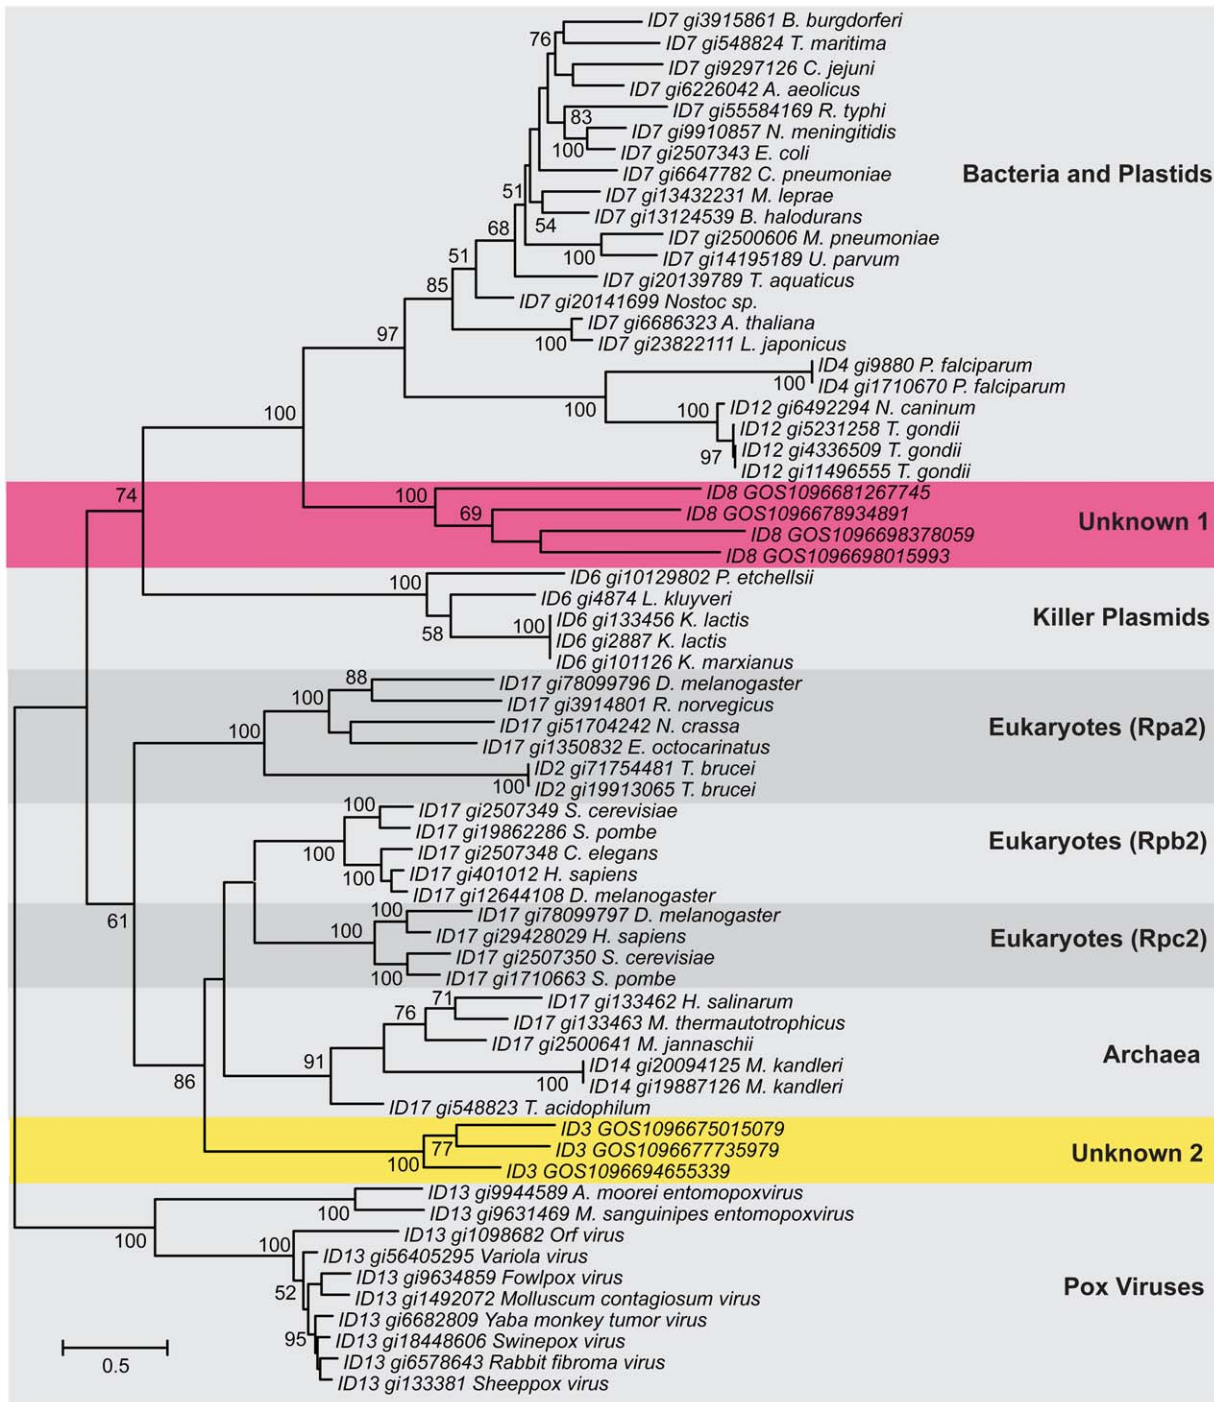 ID7 gi3915861 B. burgdorferi
76
ID7 gi548824 T. maritima
ID7 gi9297126 C. jejuni
ID7 gi6226042 A. aeolicus
ID7 gi55584169 R. typhi
83
ID7 gi9910857 N. meningitidis
100
ID7 gi2507343 E. coli
ID7 gi6647782 C. pneumoniae
Bacteria and Plastids
51
ID7 gi13432231 M. leprae
ID7 gi13124539 B. halodurans
54
68
ID7 gi2500606 M. pneumoniae
100
ID7 gi14195189 U. parvum
51
ID7 gi20139789 T. aquaticus
85
ID7 gi20141699 Nostoc sp.
ID7 gi6686323 A. thaliana
97
100
ID7 gi23822111 L. japonicus
ID4 gi9880 P. falciparum
100
ID4 gi1710670 P. falciparum
100
100
100
ID12 gi6492294 N. caninum
ID12 gi5231258 T. gondii
ID12 gi4336509 T. gondii
97
ID12 gi11496555 T. gondii
74
100
ID8 GOS1096681267745
69
ID8 GOS1096678934891
Unknown 1
ID8 GOS1096698378059
ID8 GOS1096698015993
100
ID6 gi10129802 P. etchellsii
ID6 gi4874 L. kluyveri
Killer Plasmids
58
100
ID6 gi133456 K. lactis
ID6 gi2887 K. lactis
ID6 gi101126 K. marxianus
88
ID17 gi78099796 D. melanogaster
100
ID17 gi3914801 R. norvegicus
100
ID17 gi51704242 N. crassa
Eukaryotes (Rpa2)
ID17 gi1350832 E. octocarinatus
ID2 gi71754481 T. brucei
100
ID2 gi19913065 T. brucei
100
ID17 gi2507349 S. cerevisiae
ID17 gi19862286 S. pombe
Eukaryotes (Rpb2)
100
ID17 gi2507348 C. elegans
100
ID17 gi401012 H. sapiens
ID17 gi12644108 D. melanogaster
61
100
ID17 gi78099797 D. melanogaster
100
ID17 gi29428029 H. sapiens
Eukaryotes (Rpc2)
ID17 gi2507350 S. cerevisiae
100
ID17 gi1710663 S. pombe
71
ID17 gi133462 H. salinarum
76
ID17 gi133463 M. thermautotrophicus
ID17 gi2500641 M. jannaschii
Archaea
91
ID14 gi20094125 M. kandleri
100
ID14 gi19887126 M. kandleri
86
ID17 gi548823 T. acidophilum
ID3 GOS1096675015079
77
ID3 GOS1096677735979
Unknown 2
100
ID3 GOS1096694655339
ID13 gi9944589 A. moorei entomopoxvirus
100
ID13 gi9631469 M. sanguinipes entomopoxvirus
100
100
ID13 gi1098682 Orf virus
ID13 gi56405295 Variola virus
ID13 gi9634859 Fowlpox virus
Pox Viruses
52
ID13 gi1492072 Molluscum contagiosum virus
ID13 gi6682809 Yaba monkey tumor virus
95
ID13 gi18448606 Swinepox virus
0.5
ID13 gi6578643 Rabbit fibroma virus
ID13 gi133381 Sheeppox virus